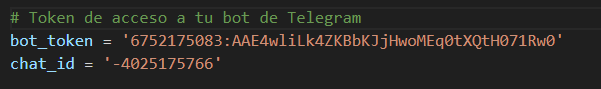 # Token de acceso a tu bot de Telegram
bot_token = '6752175083:AAE4wliLk4ZKBbKJjHwoMEq0tXQtH071Rw0'
chat_id = '-4025175766'